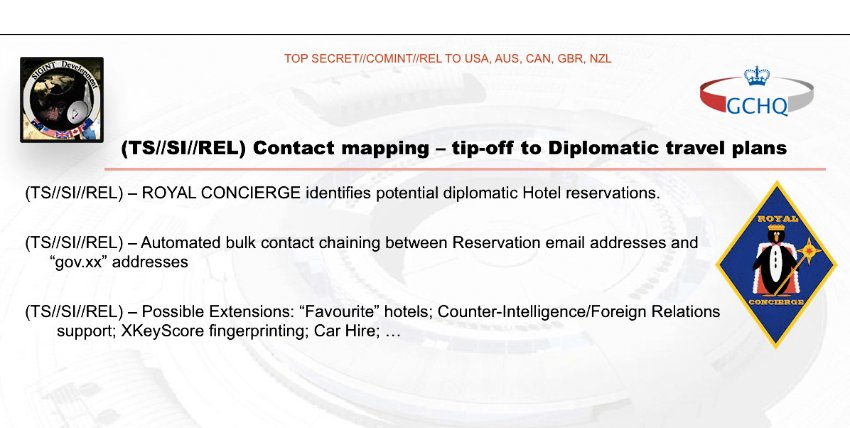 TOP SECRET//COMINT//REL TO USA, AUS, CAN, GBR, NZL
SIGINT Development
GCHQ
(TS//SI//REL) Contact mapping – tip-off to Diplomatic travel plans
(TS//SI//REL) – ROYAL CONCIERGE identifies potential diplomatic Hotel reservations.
(TS//SI//REL) – Automated bulk contact chaining between Reservation email addresses and
“gov.xx” addresses
(TS//SI//REL) – Possible Extensions: “Favourite” hotels; Counter-Intelligence/Foreign Relations
support; XKeyScore fingerprinting; Car Hire; …
ROYAL
CONCIERGE